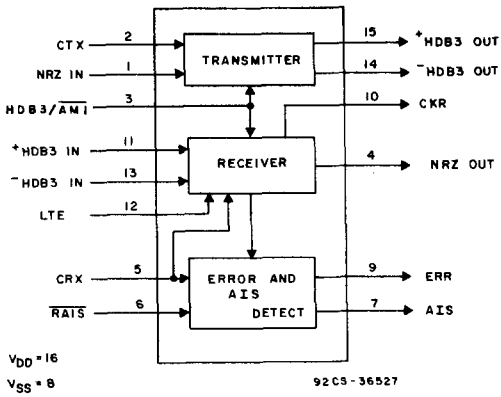 CTX 2 TRANSMITTER 15 +HDB3 OUT
NRZ IN 1 14 -HDB3 OUT
HDB3/AMI 3 10 CKR
+HDB3 IN 11 RECEIVER 4 NRZ OUT
-HDB3 IN 13
LTE 12
CRX 5 ERROR AND 9 ERR
AIS
RAIS 6 DETECT 7 AIS
VDD = 16
VSS = 8
92CS-36527